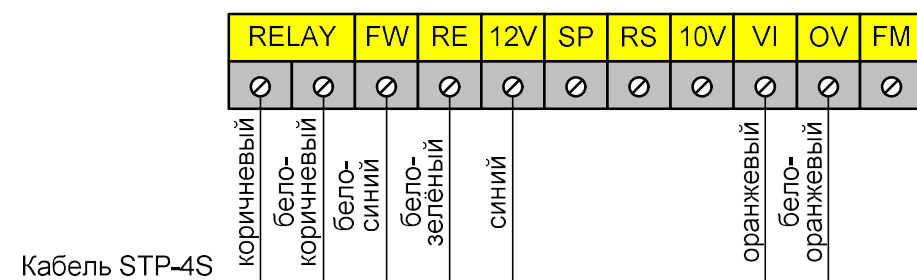 RELAY FW RE 12V SP RS 10V VI OV FM
коричневый
бело-
коричневый
бело-
синий
бело-
зелёный
синий
оранжевый
бело-
оранжевый
Кабель STP-4S